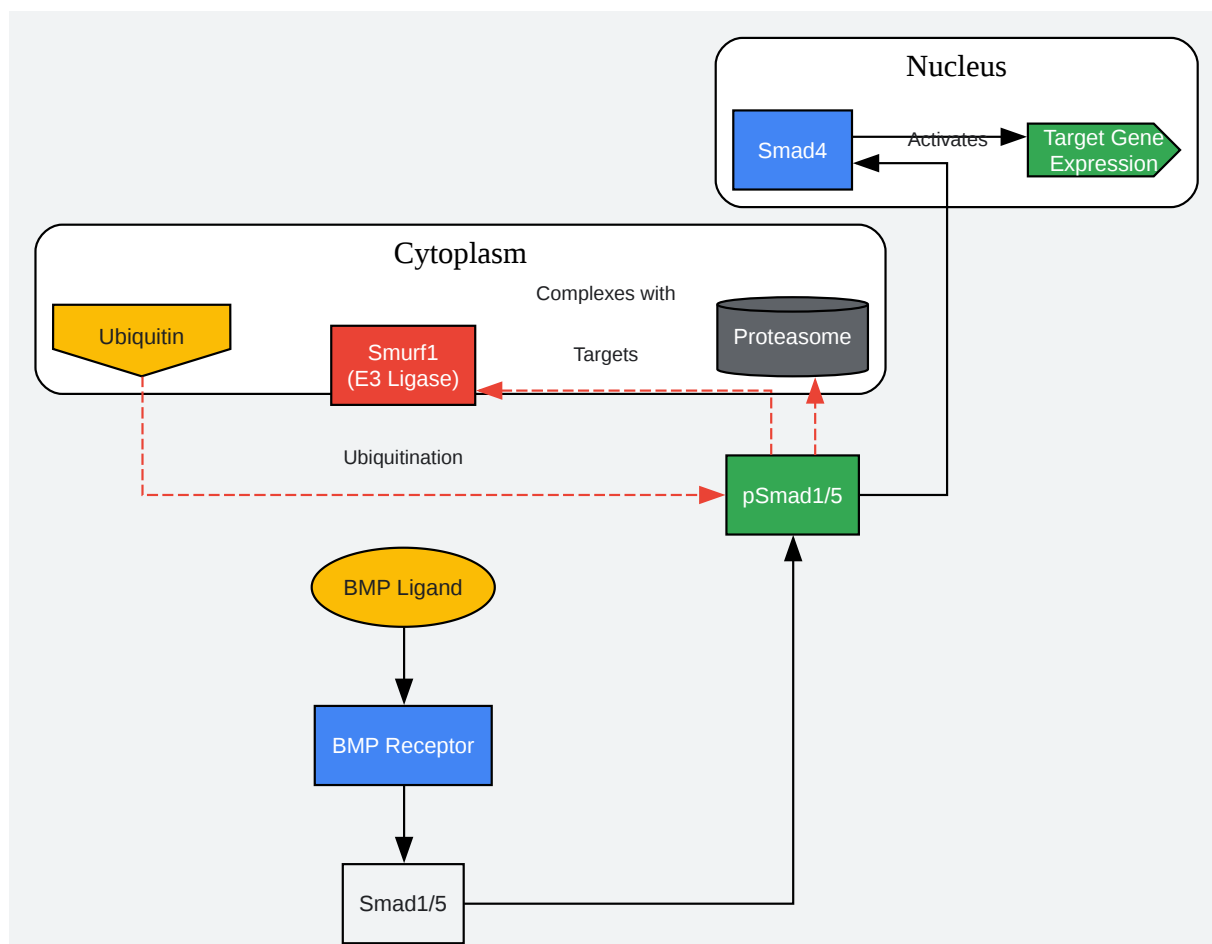 Nucleus
Smad4
Activates
Target Gene
Expression
Cytoplasm
Complexes with
Ubiquitin
Smurf1
(E3 Ligase)
Targets
Proteasome
Ubiquitination
pSmad1/5
BMP Ligand
BMP Receptor
Smad1/5